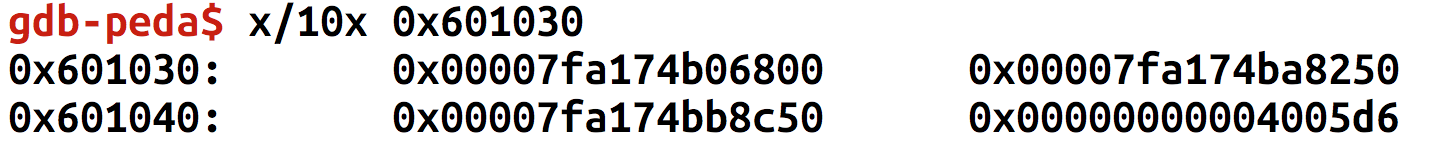 gdb-peda$ x/10x 0x601030
0x601030: 0x00007fa174b06800 0x00007fa174ba8250
0x601040: 0x00007fa174bb8c50 0x00000000004005d6